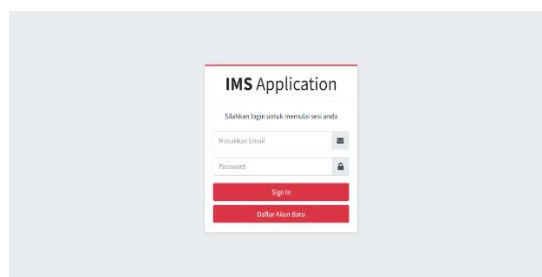 IMS Application
Silahkan login untuk memulai sesi anda
Masukkan Email
Password
Sign In
Daftar Akun Baru